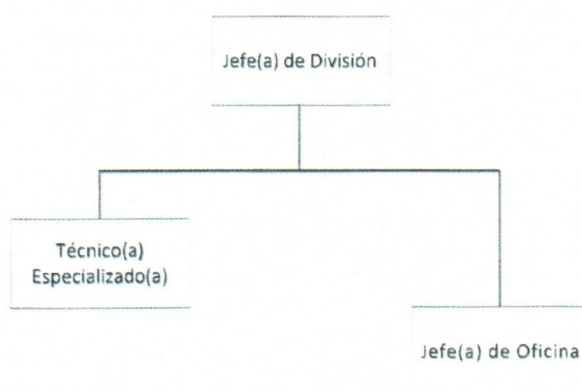 Jefe(a) de División
Técnico(a)
Especializado(a)
Jefe(a) de Oficina